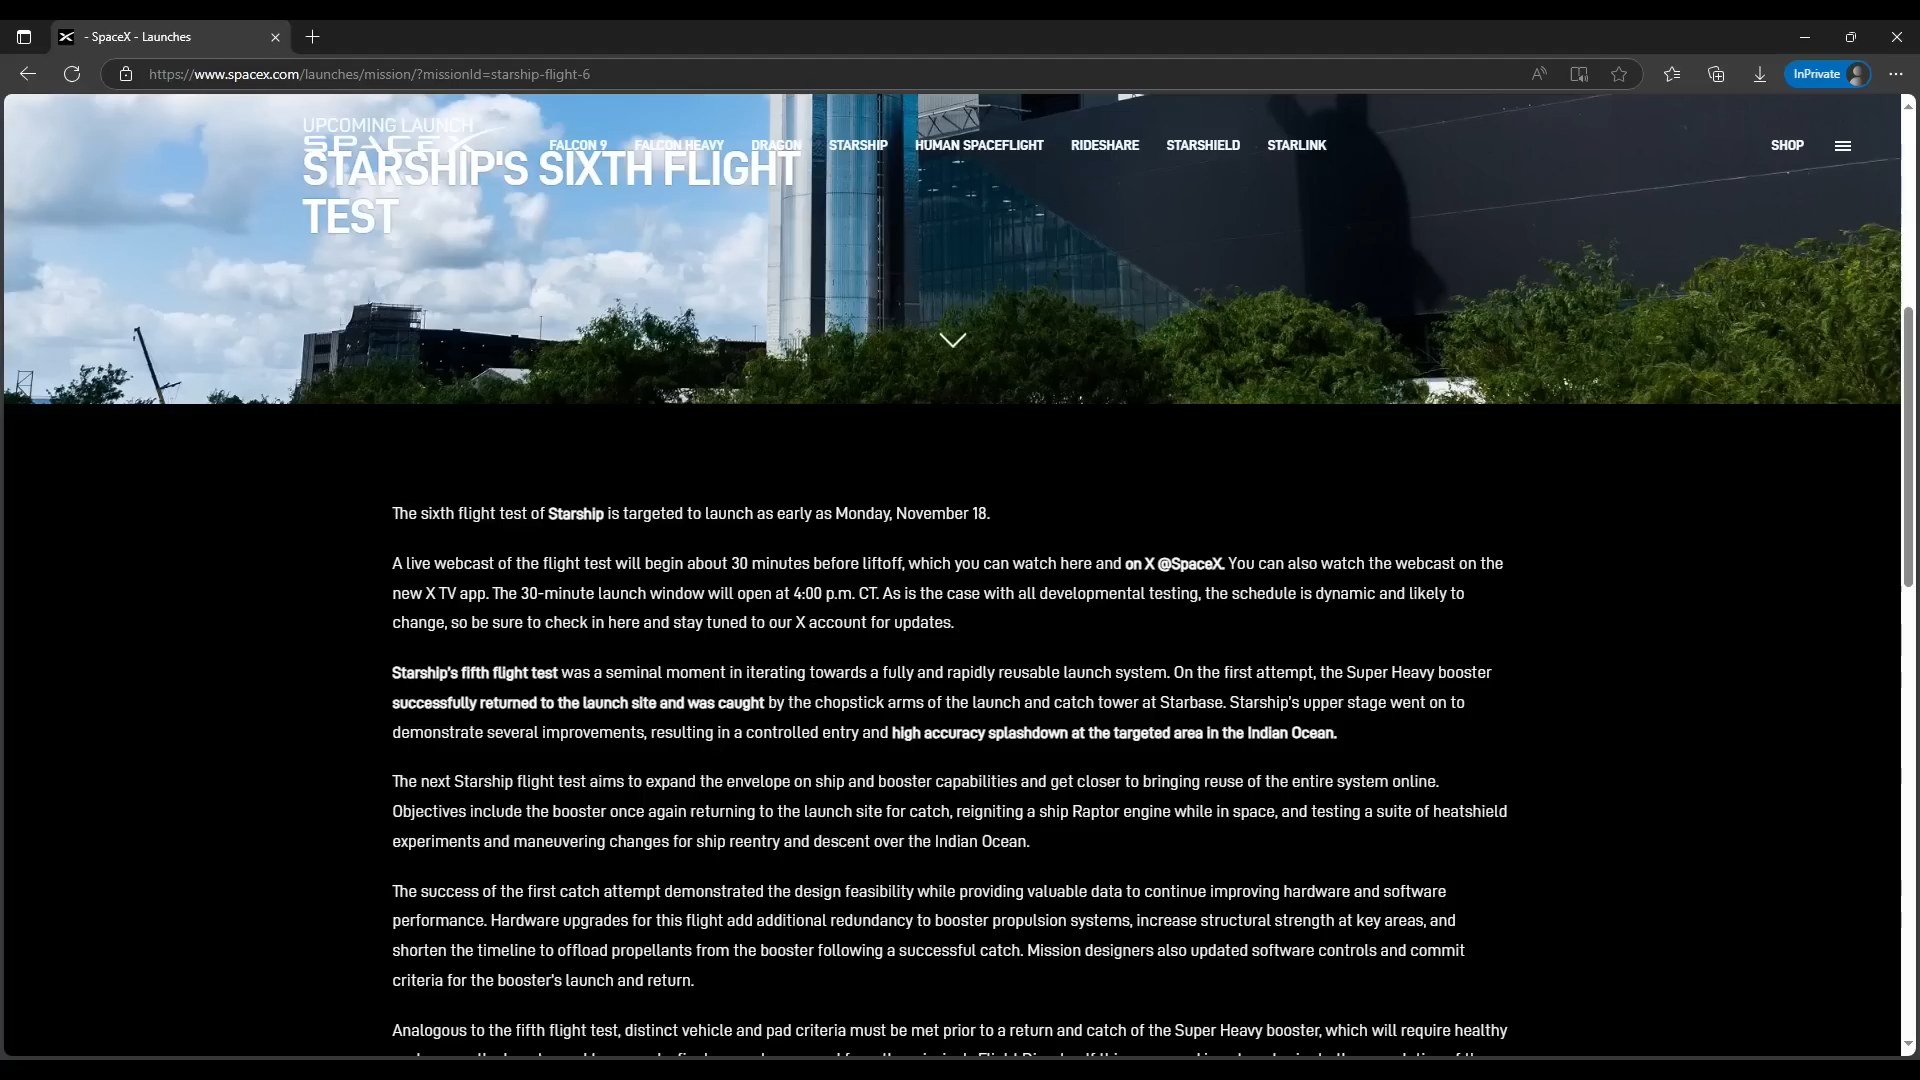 - SpaceX - Launches
https://www.spacex.com/launches/mission/?missionId=starship-flight-6
InPrivate
UPCOMING LAUNCH
SPACEX
FALCON 9 FALCON HEAVY DRAGON STARSHIP HUMAN SPACEFLIGHT RIDESHARE STARSHIELD STARLINK SHOP
STARSHIP'S SIXTH FLIGHT
TEST
The sixth flight test of Starship is targeted to launch as early as Monday, November 18.
A live webcast of the flight test will begin about 30 minutes before liftoff, which you can watch here and on X @SpaceX. You can also watch the webcast on the
new X TV app. The 30-minute launch window will open at 4:00 p.m. CT. As is the case with all developmental testing, the schedule is dynamic and likely to
change, so be sure to check in here and stay tuned to our X account for updates.
Starship's fifth flight test was a seminal moment in iterating towards a fully and rapidly reusable launch system. On the first attempt, the Super Heavy booster
successfully returned to the launch site and was caught by the chopstick arms of the launch and catch tower at Starbase. Starship's upper stage went on to
demonstrate several improvements, resulting in a controlled entry and high accuracy splashdown at the targeted area in the Indian Ocean.
The next Starship flight test aims to expand the envelope on ship and booster capabilities and get closer to bringing reuse of the entire system online.
Objectives include the booster once again returning to the launch site for catch, reigniting a ship Raptor engine while in space, and testing a suite of heatshield
experiments and maneuvering changes for ship reentry and descent over the Indian Ocean.
The success of the first catch attempt demonstrated the design feasibility while providing valuable data to continue improving hardware and software
performance. Hardware upgrades for this flight add additional redundancy to booster propulsion systems, increase structural strength at key areas, and
shorten the timeline to offload propellants from the booster following a successful catch. Mission designers also updated software controls and commit
criteria for the booster's launch and return.
Analogous to the fifth flight test, distinct vehicle and pad criteria must be met prior to a return and catch of the Super Heavy booster, which will require healthy